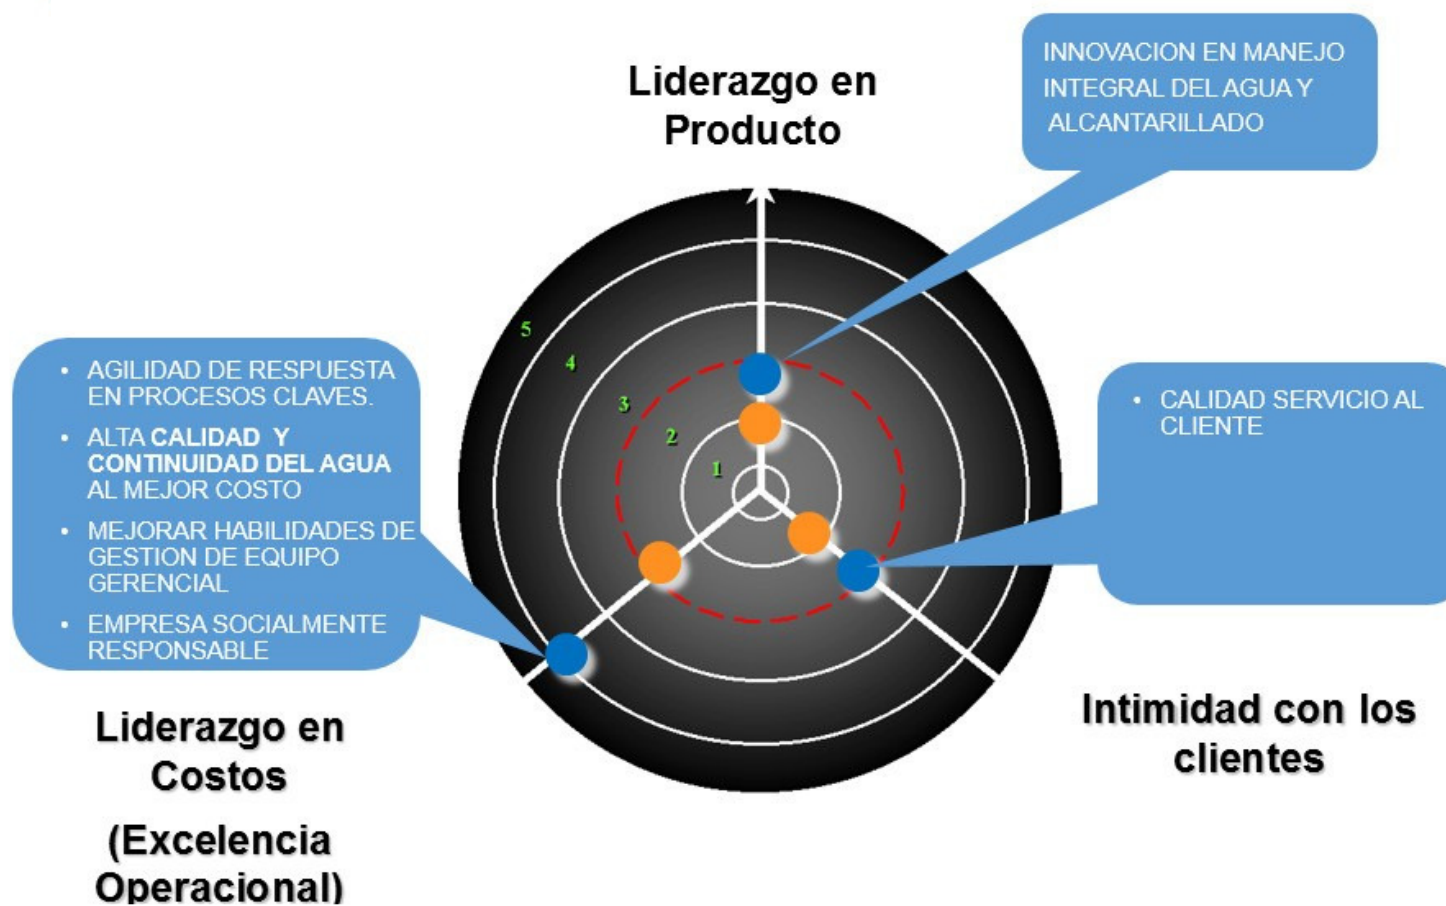 Liderazgo en
Producto
INNOVACION EN MANEJO
INTEGRAL DEL AGUA Y
ALCANTARILLADO
5
4
3
2
1
• AGILIDAD DE RESPUESTA
EN PROCESOS CLAVES.
• ALTA CALIDAD Y
CONTINUIDAD DEL AGUA
AL MEJOR COSTO
• MEJORAR HABILIDADES DE
GESTION DE EQUIPO
GERENCIAL
• EMPRESA SOCIALMENTE
RESPONSABLE
• CALIDAD SERVICIO AL
CLIENTE
Liderazgo en
Costos
(Excelencia
Operacional)
Intimidad con los
clientes